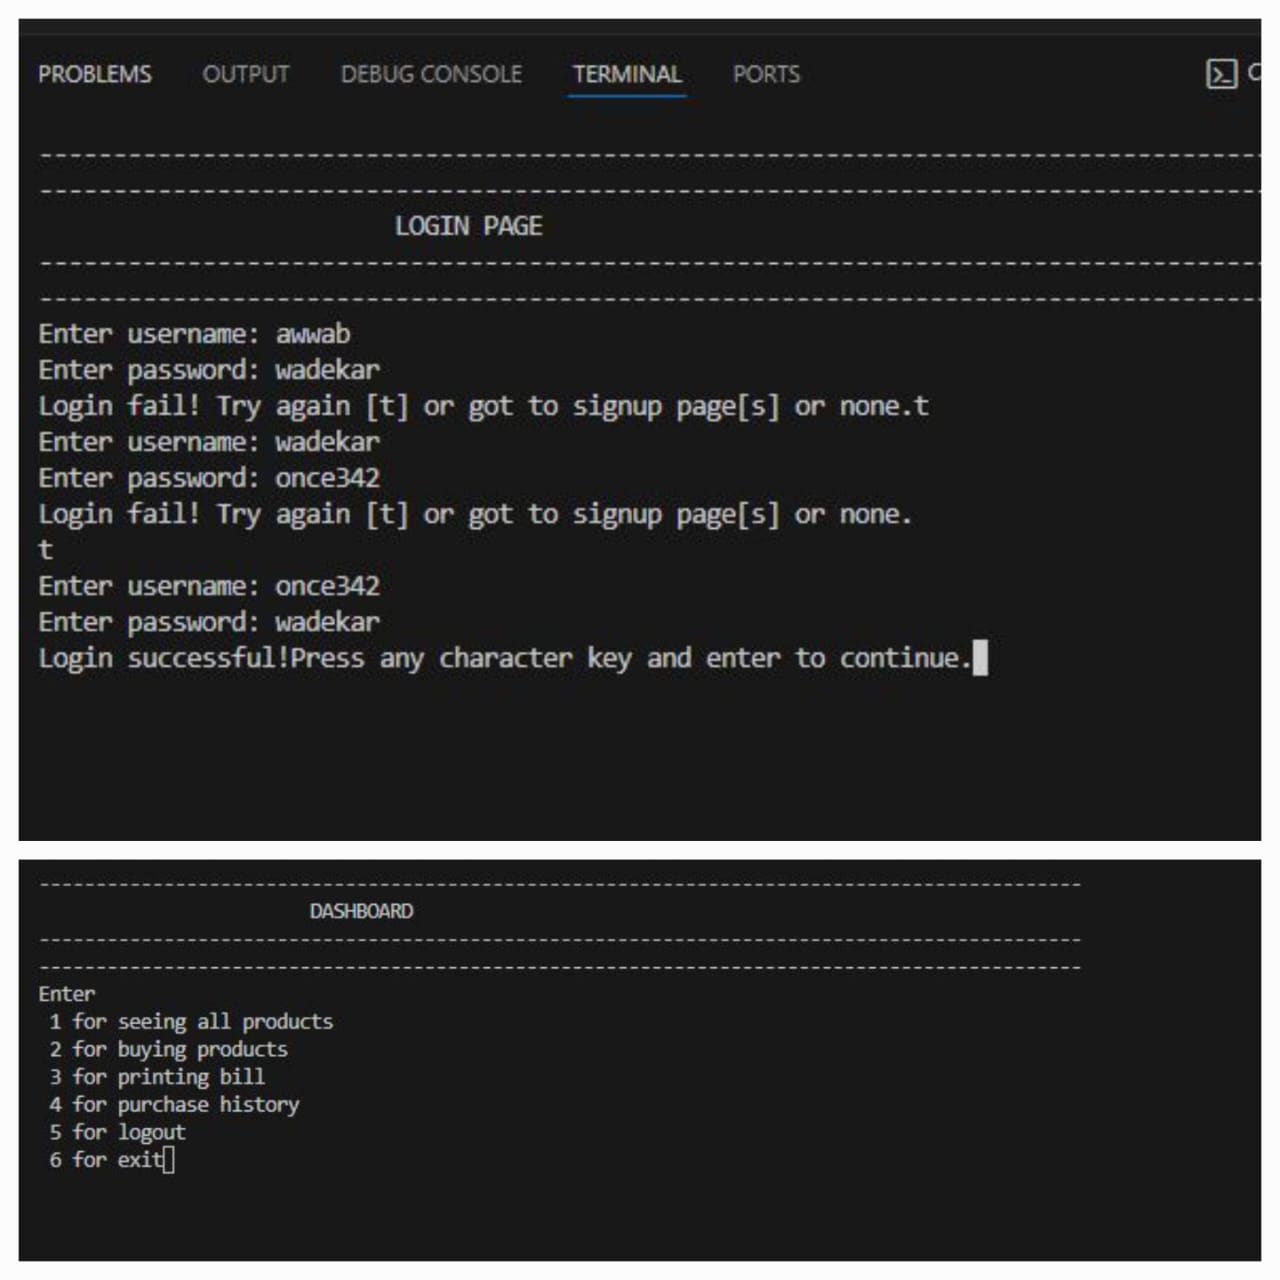 PROBLEMS OUTPUT DEBUG CONSOLE TERMINAL PORTS
--------------------------------------------------------------------------------
--------------------------------------------------------------------------------
LOGIN PAGE
--------------------------------------------------------------------------------
--------------------------------------------------------------------------------
Enter username: awwab
Enter password: wadekar
Login fail! Try again [t] or got to signup page[s] or none.t
Enter username: wadekar
Enter password: once342
Login fail! Try again [t] or got to signup page[s] or none.
t
Enter username: once342
Enter password: wadekar
Login successful!Press any character key and enter to continue.
--------------------------------------------------------------------------------------------
DASHBOARD
--------------------------------------------------------------------------------------------
--------------------------------------------------------------------------------------------
Enter
1 for seeing all products
2 for buying products
3 for printing bill
4 for purchase history
5 for logout
6 for exit